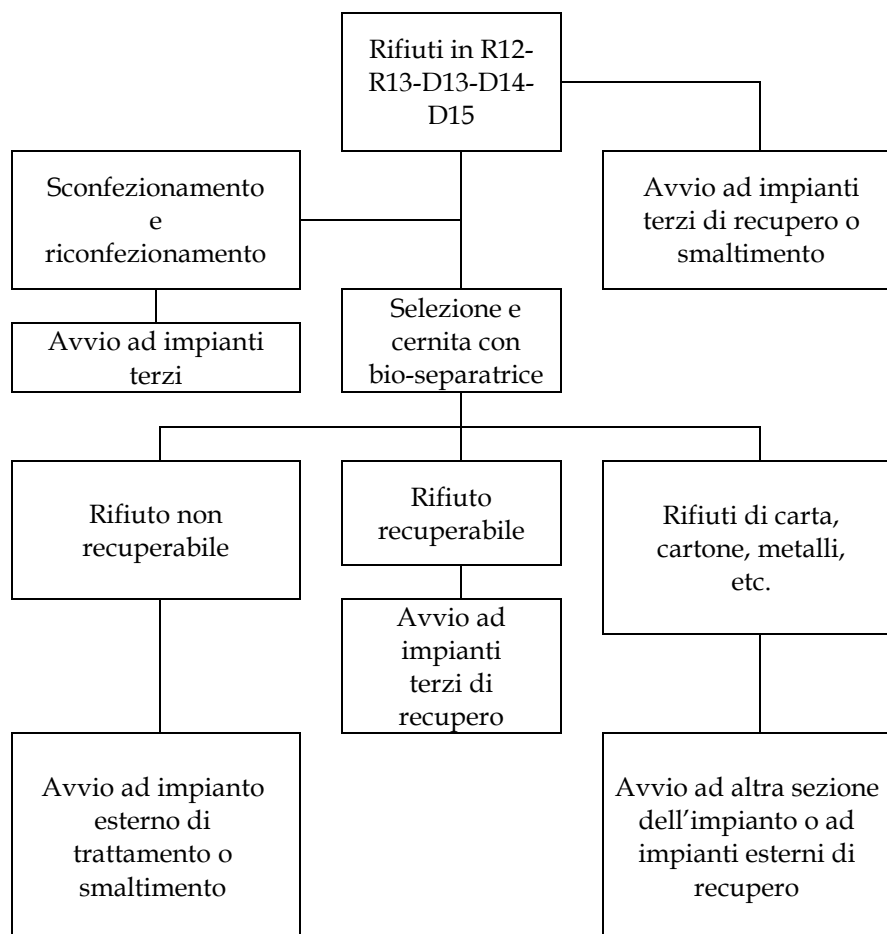 Rifiuti in R12-
R13-D13-D14-
D15
Sconfezionamento
e
riconfezionamento
Avvio ad impianti
terzi di recupero o
smaltimento
Avvio ad impianti
terzi
Selezione e
cernita con
bio-separatrice
Rifiuto non
recuperabile
Rifiuto
recuperabile
Rifiuti di carta,
cartone, metalli,
etc.
Avvio ad
impianti
terzi di
recupero
Avvio ad impianto
esterno di
trattamento o
smaltimento
Avvio ad altra sezione
dell’impianto o ad
impianti esterni di
recupero